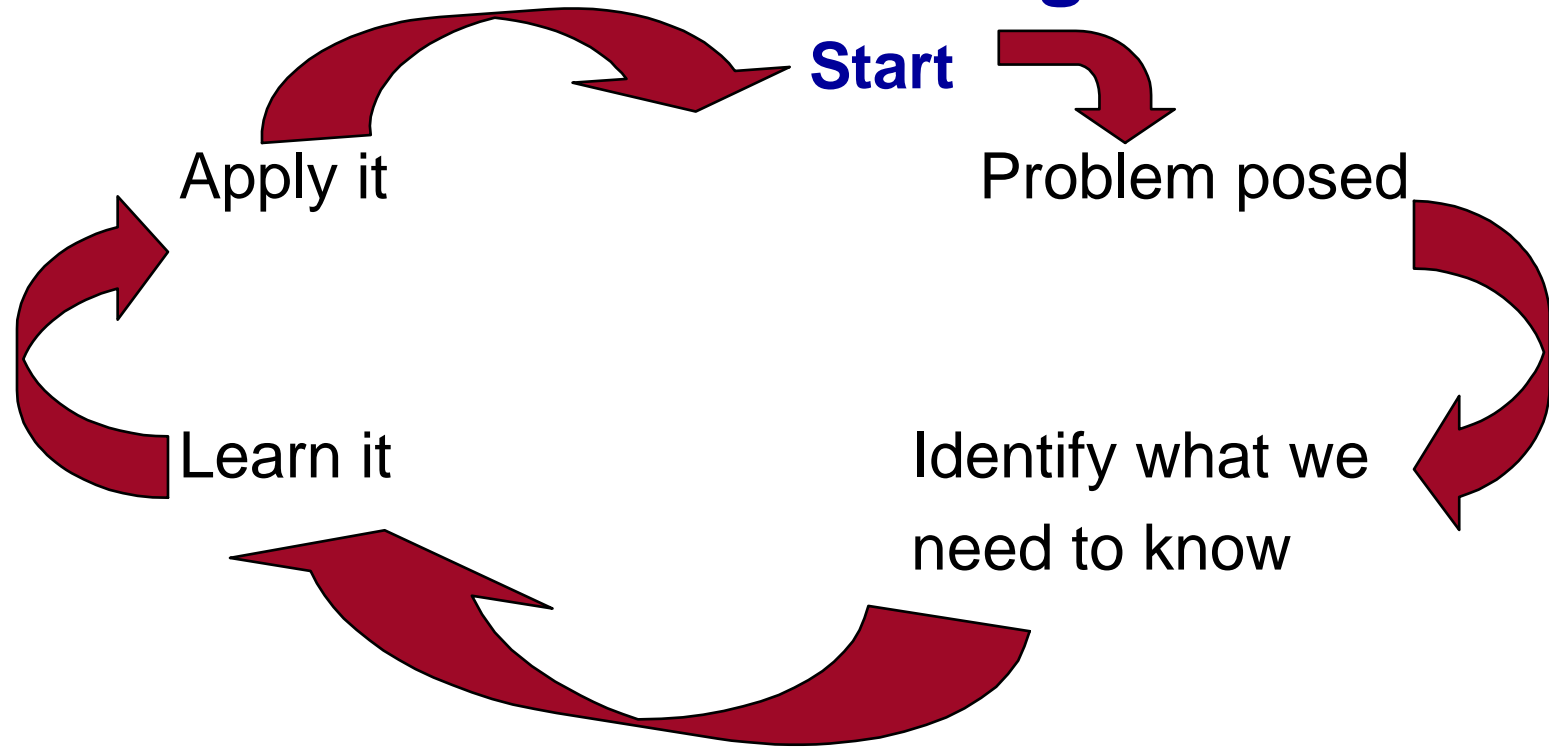 Start
Apply it
Problem posed
Learn it
Identify what we
need to know